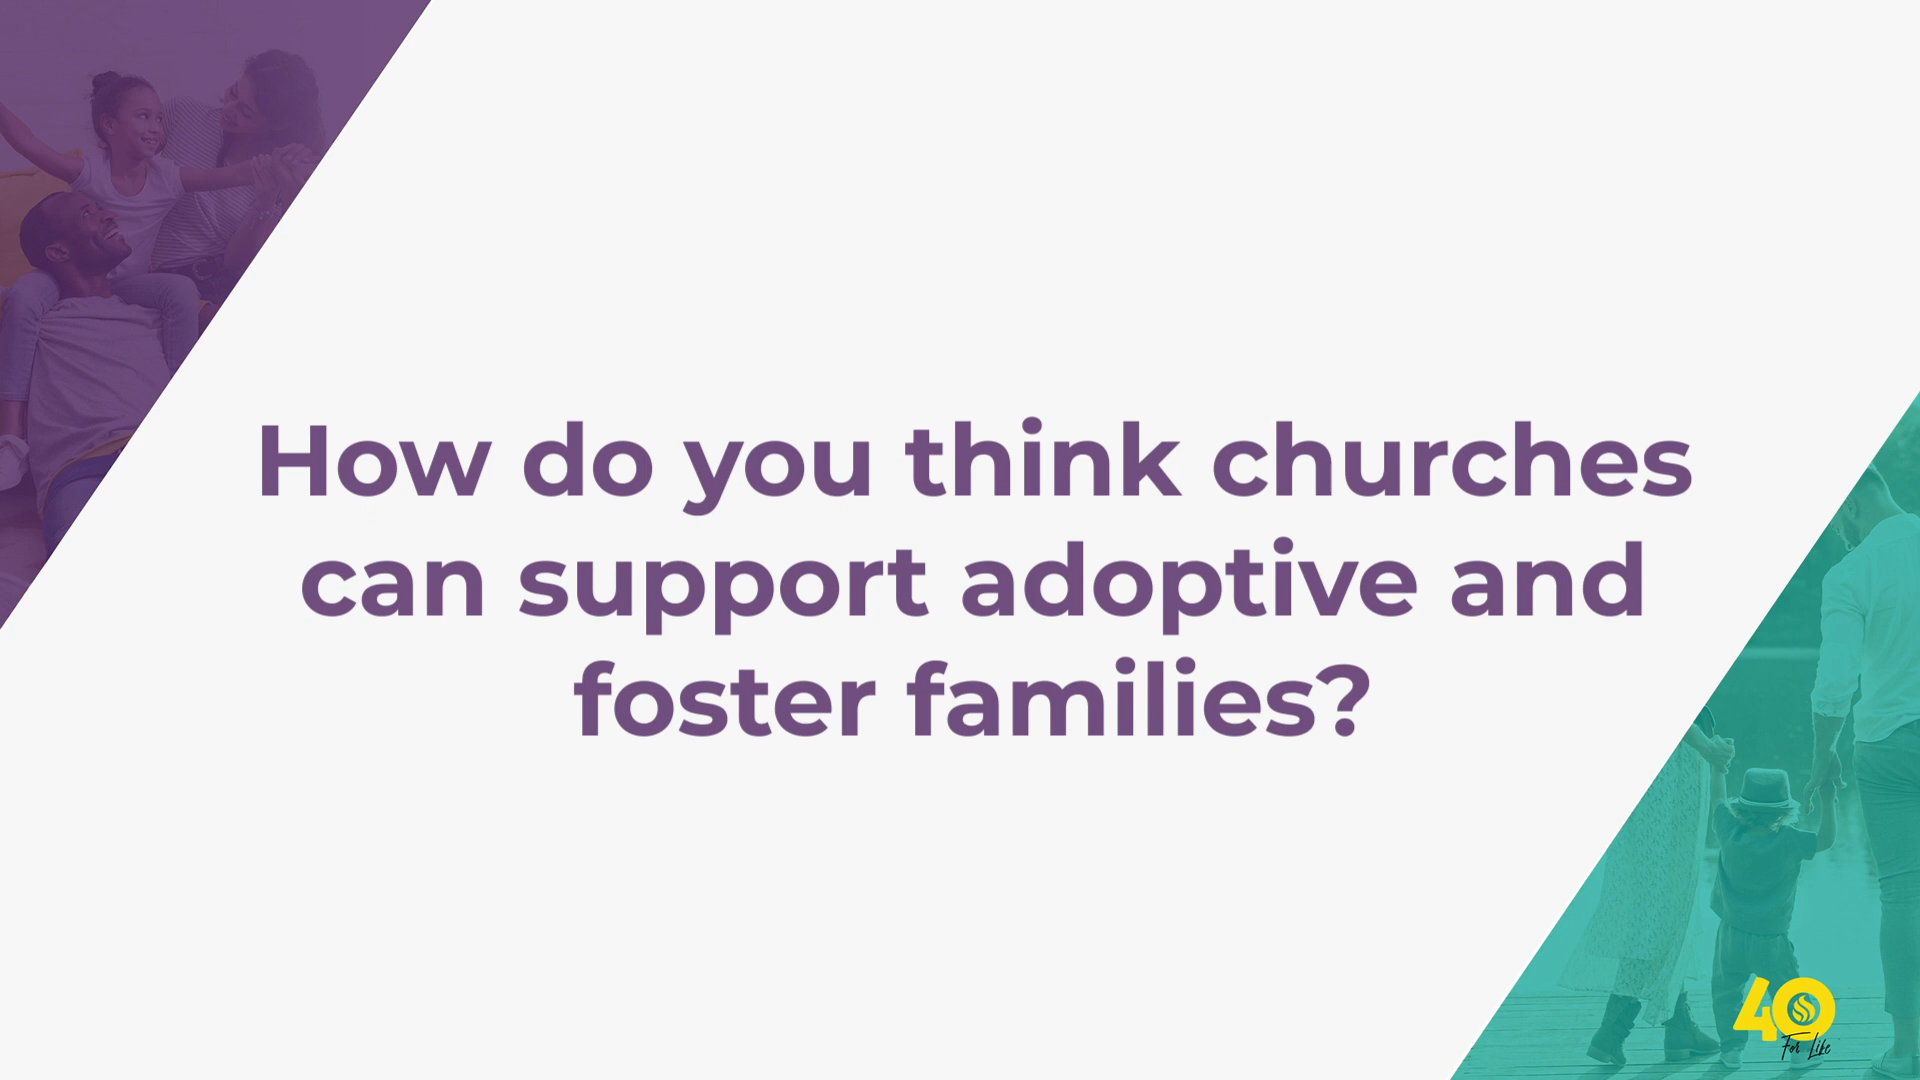 How do you think churches
can support adoptive and
foster families?
40
For Life